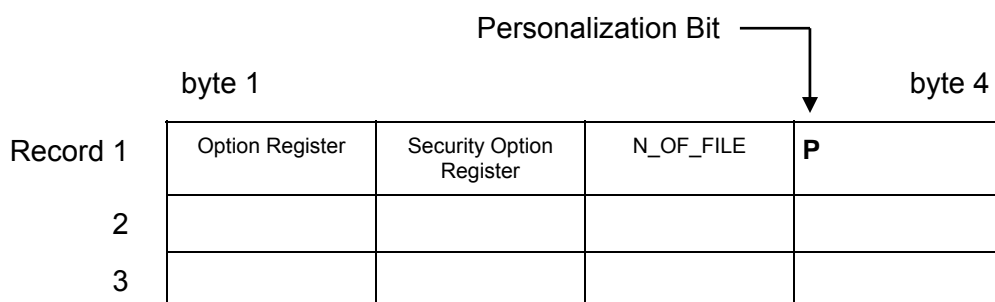 Personalization Bit
byte 1
byte 4
Record 1
Option Register
Security Option
Register
N_OF_FILE
P
2
3